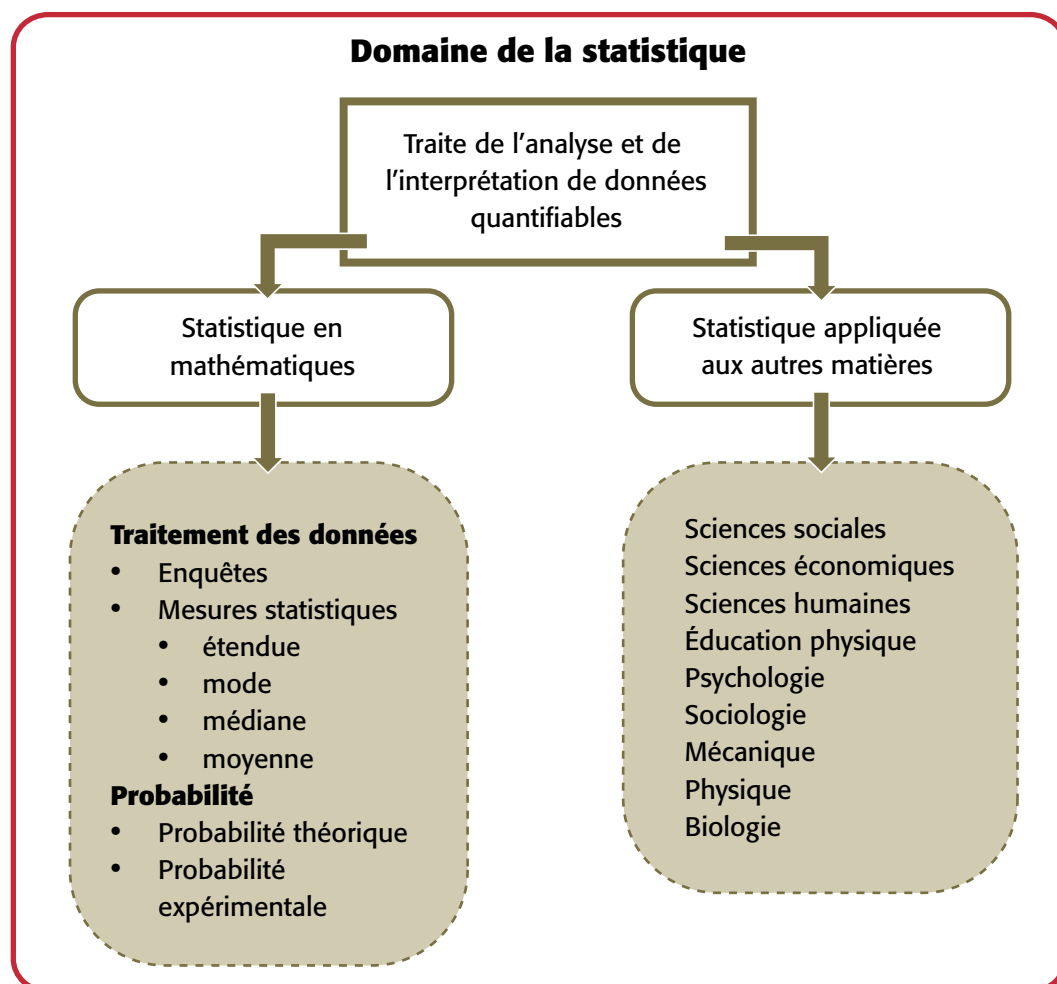 Domaine de la statistique
Traite de l'analyse et de
l'interprétation de données
quantifiables
Statistique en
mathématiques
Statistique appliquée
aux autres matières
Traitement des données
• Enquêtes
• Mesures statistiques
• étendue
• mode
• médiane
• moyenne
Probabilité
• Probabilité théorique
• Probabilité
expérimentale
Sciences sociales
Sciences économiques
Sciences humaines
Éducation physique
Psychologie
Sociologie
Mécanique
Physique
Biologie